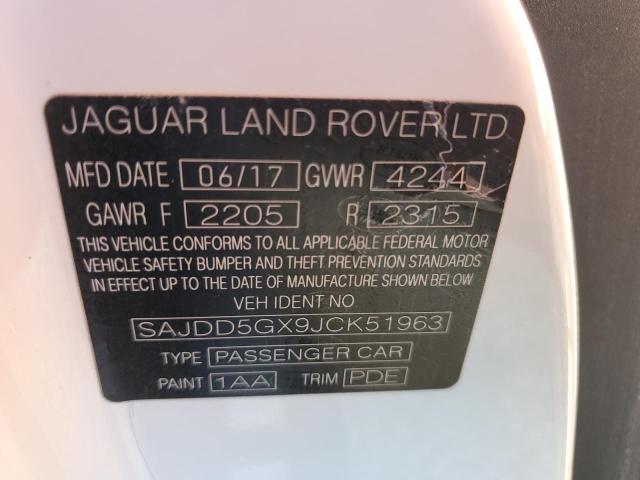 JAGUAR LAND ROVER LTD
MFD DATE 06/17 GVWR 4244
GAWR F 2205 R 2315
THIS VEHICLE CONFORMS TO ALL APPLICABLE FEDERAL MOTOR
VEHICLE SAFETY BUMPER AND THEFT PREVENTION STANDARDS
IN EFFECT UP TO THE DATE OF MANUFACTURE SHOWN BELOW
VEH IDENT NO.
SAJDD5GX9JCK51963
TYPE PASSENGER CAR
PAINT 1AA TRIM PDE